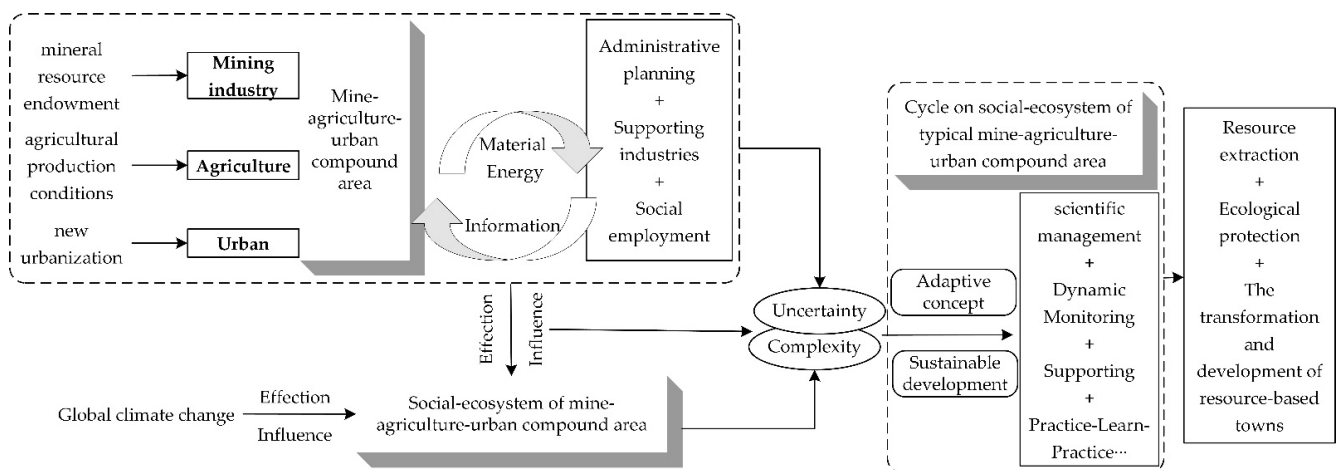 mineral
resource
endowment
Mining
industry
agricultural
production
conditions
Agriculture
new
urbanization
Urban
Mine-
agriculture-
urban
compound
area
Material
Energy
Information
Administrative
planning
+
Supporting
industries
+
Social
employment
Effection
Influence
Global climate change
Effection
Influence
Social-ecosystem of mine-
agriculture-urban compound area
Uncertainty
Complexity
Cycle on social-ecosystem of
typical mine-agriculture-
urban compound area
Adaptive
concept
Sustainable
development
scientific
management
+
Dynamic
Monitoring
+
Supporting
+
Practice-Learn-
Practice···
Resource
extraction
+
Ecological
protection
+
The
transformation
and
development of
resource-based
towns